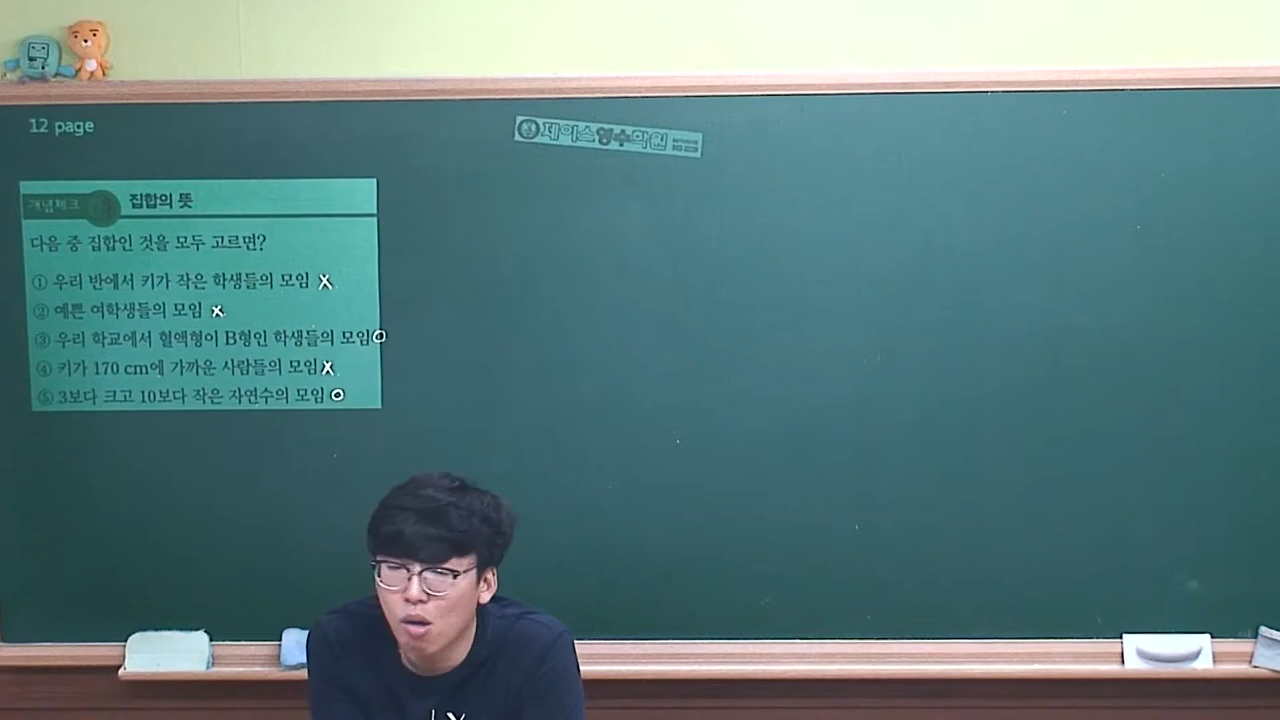 12 page
제이스영수학원
개념체크 집합의 뜻
다음 중 집합인 것을 모두 고르면?
① 우리 반에서 키가 작은 학생들의 모임 X
② 예쁜 여학생들의 모임 X
③ 우리 학교에서 혈액형이 B형인 학생들의 모임 O
④ 키가 170 cm에 가까운 사람들의 모임 X
⑤ 3보다 크고 10보다 작은 자연수의 모임 O